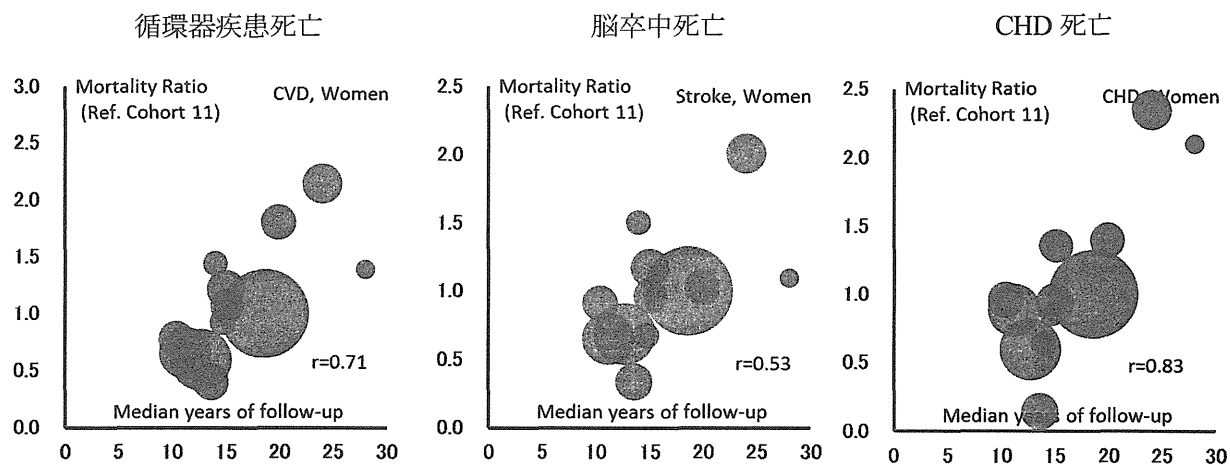 循環器疾患死亡
脳卒中死亡
CHD 死亡
3.0
2.5
2.0
1.5
1.0
0.5
0.0
Mortality Ratio
(Ref. Cohort 11)
CVD, Women
r=0.71
Median years of follow-up
0 5 10 15 20 25 30
2.5
2.0
1.5
1.0
0.5
0.0
Mortality Ratio
(Ref. Cohort 11)
Stroke, Women
r=0.53
Median years of follow-up
0 5 10 15 20 25 30
2.5
2.0
1.5
1.0
0.5
0.0
Mortality Ratio
(Ref. Cohort 11)
CHD, Women
r=0.83
Median years of follow-up
0 5 10 15 20 25 30